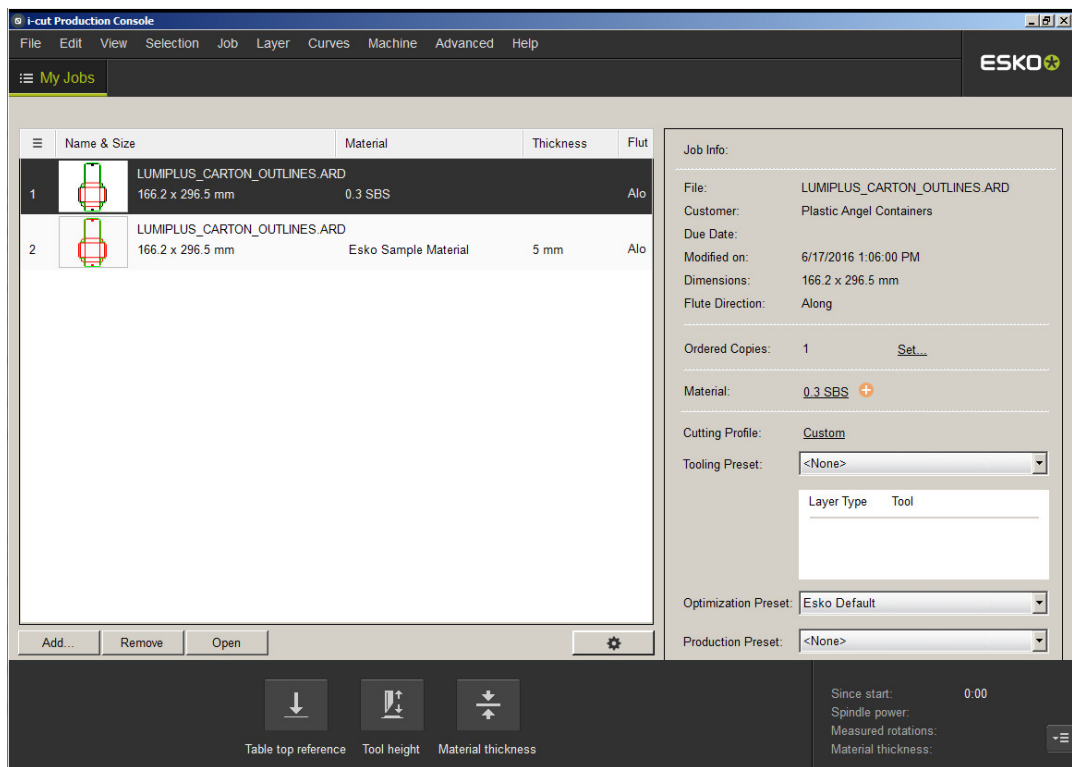 i-cut Production Console
File Edit View Selection Job Layer Curves Machine Advanced Help
ESKO
My Jobs
Name & Size Material Thickness Flut
1 LUMIPLUS_CARTON_OUTLINES.ARD
166.2 x 296.5 mm 0.3 SBS Alo
2 LUMIPLUS_CARTON_OUTLINES.ARD
166.2 x 296.5 mm Esko Sample Material 5 mm Alo
Add... Remove Open
Job Info:
File: LUMIPLUS_CARTON_OUTLINES.ARD
Customer: Plastic Angel Containers
Due Date:
Modified on: 6/17/2016 1:06:00 PM
Dimensions: 166.2 x 296.5 mm
Flute Direction: Along
Ordered Copies: 1 Set...
Material: 0.3 SBS
Cutting Profile: Custom
Tooling Preset: <None>
Layer Type Tool
Optimization Preset: Esko Default
Production Preset: <None>
Table top reference Tool height Material thickness
Since start: 0:00
Spindle power:
Measured rotations:
Material thickness: